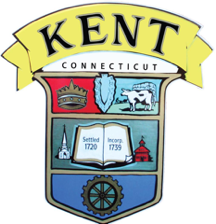 KENT
CONNECTICUT
Settled Incorp.
1720 1739